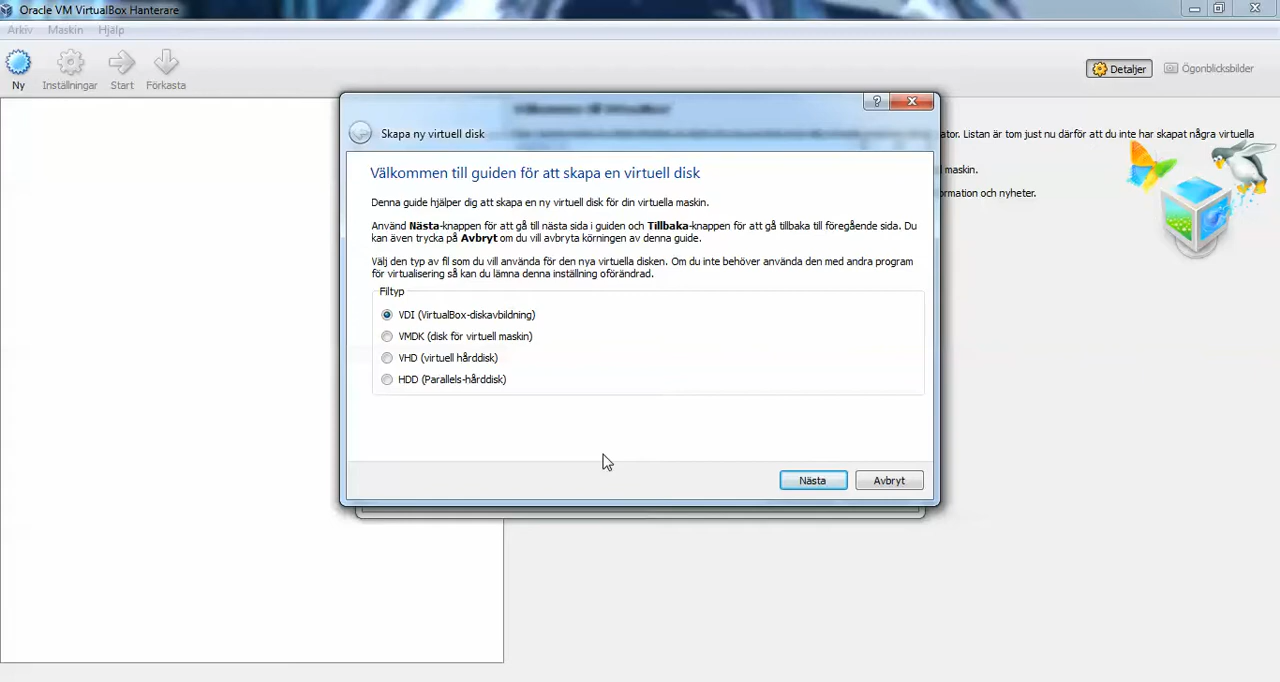 Oracle VM VirtualBox Hanterare
Arkiv Maskin Hjälp
Ny Inställningar Start Förkasta
Detaljer Ögonblicksbilder
Välkommen till VirtualBox!
ator. Listan är tom just nu därför att du inte har skapat några virtuella
maskin.
ormation och nyheter.
?
Skapa ny virtuell disk
Välkommen till guiden för att skapa en virtuell disk
Denna guide hjälper dig att skapa en ny virtuell disk för din virtuella maskin.
Använd Nästa-knappen för att gå till nästa sida i guiden och Tillbaka-knappen för att gå tillbaka till föregående sida. Du
kan även trycka på Avbryt om du vill avbryta körningen av denna guide.
Välj den typ av fil som du vill använda för den nya virtuella disken. Om du inte behöver använda den med andra program
för virtualisering så kan du lämna denna inställning oförändrad.
Filtyp
VDI (VirtualBox-diskavbildning)
VMDK (disk för virtuell maskin)
VHD (virtuell hårddisk)
HDD (Parallels-hårddisk)
Nästa Avbryt